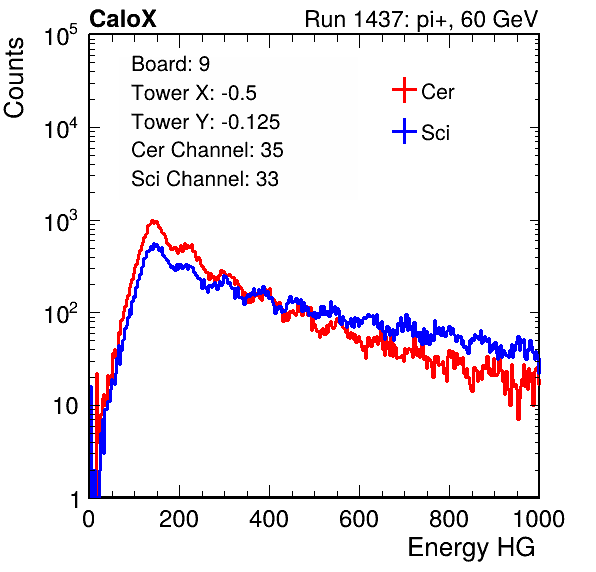 CaloX Run 1437: pi+, 60 GeV
Counts
10^5
10^4
10^3
10^2
10
1
Board: 9
Tower X: -0.5
Tower Y: -0.125
Cer Channel: 35
Sci Channel: 33
Cer
Sci
0 200 400 600 800 1000
Energy HG